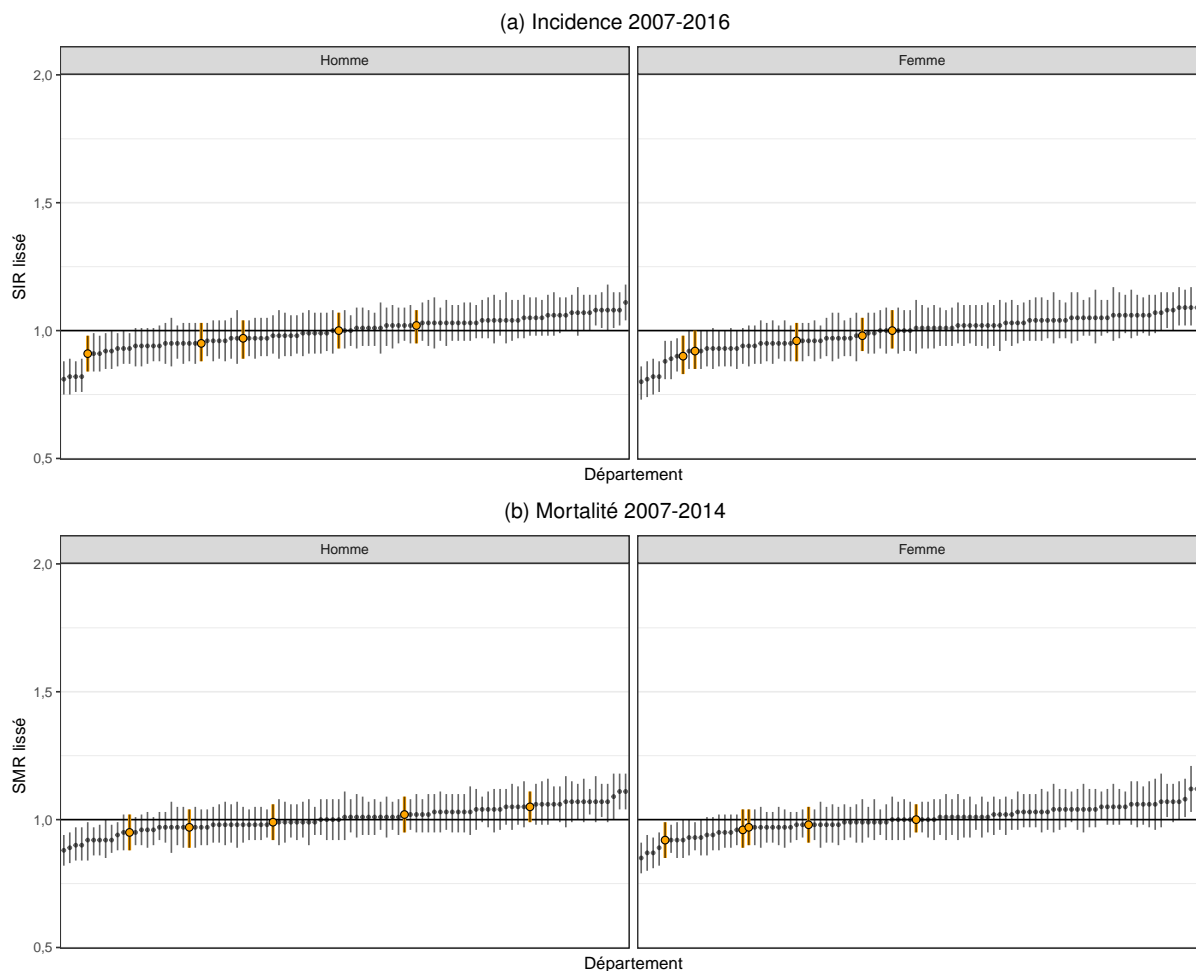 (a) Incidence 2007-2016
Homme
Femme
2,0
1,5
1,0
0,5
SIR lissé
Département
(b) Mortalité 2007-2014
Homme
Femme
2,0
1,5
1,0
0,5
SMR lissé
Département